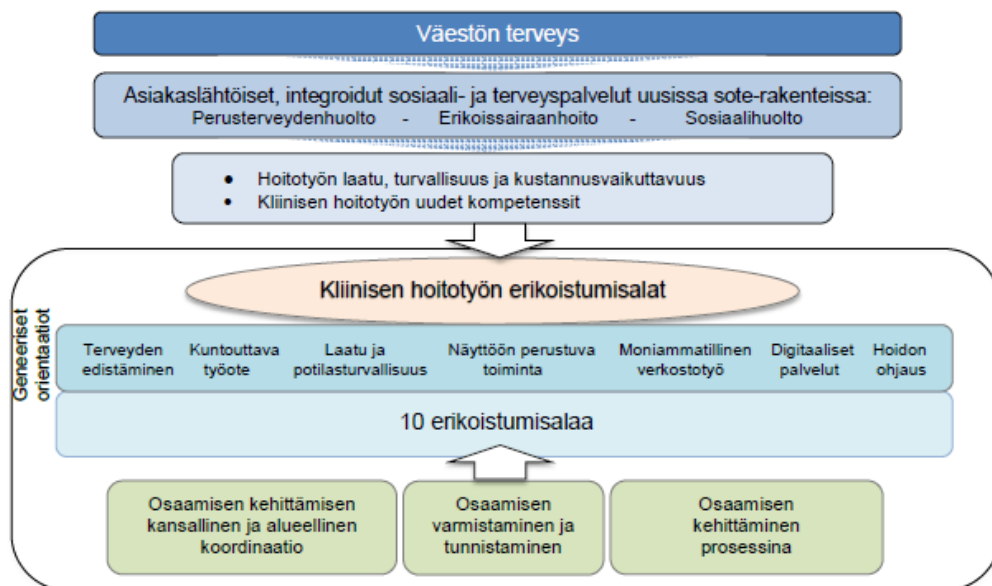 Väestön terveys
Asiakaslähtöiset, integroidut sosiaali- ja terveyspalvelut uusissa sote-rakenteissa:
Perusterveydenhuolto - Erikoissairaanhoito - Sosiaalihuolto
• Hoitotyön laatu, turvallisuus ja kustannusvaikuttavuus
• Kliinisen hoitotyön uudet kompetenssit
Kliinisen hoitotyön erikoistumisalat
Geneeriset
orientaatiot
Terveyden
edistäminen
Kuntouttava
työote
Laatu ja
potilasturvallisuus
Näyttöön perustuva
toiminta
Moniammatillinen
verkostotyö
Digitaaliset
palvelut
Hoidon
ohjaus
10 erikoistumisalaa
Osaamisen kehittämisen
kansallinen ja alueellinen
koordinaatio
Osaamisen
varmistaminen ja
tunnistaminen
Osaamisen
kehittäminen
prosessina